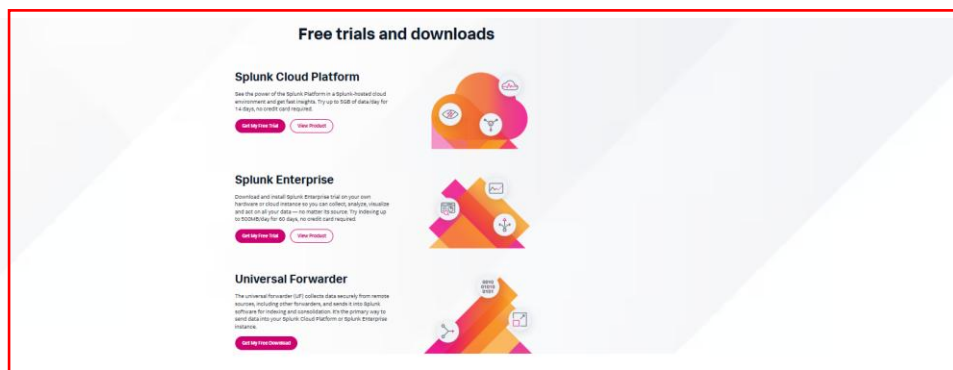 Free trials and downloads
Splunk Cloud Platform
See the power of the Splunk Platform in a Splunk-hosted cloud
environment and get fast insights. Try up to 5GB of data/day for
14 days, no credit card required.
Get My Free Trial
View Product
Splunk Enterprise
Download and install Splunk Enterprise trial on your own
hardware or cloud instance so you can collect, analyze, visualize
and act on all your data — no matter its source. Try indexing up
to 500MB/day for 60 days, no credit card required
Get My Free Trial
View Product
Universal Forwarder
0010
01010
0101
The universal forwarder (UF) collects data securely from remote
sources, including other forwarders, and sends it into Splunk
software for indexing and consolidation. It's the primary way to
send data into your Splunk Cloud Platform or Splunk Enterprise
instance.
Get My Free Download